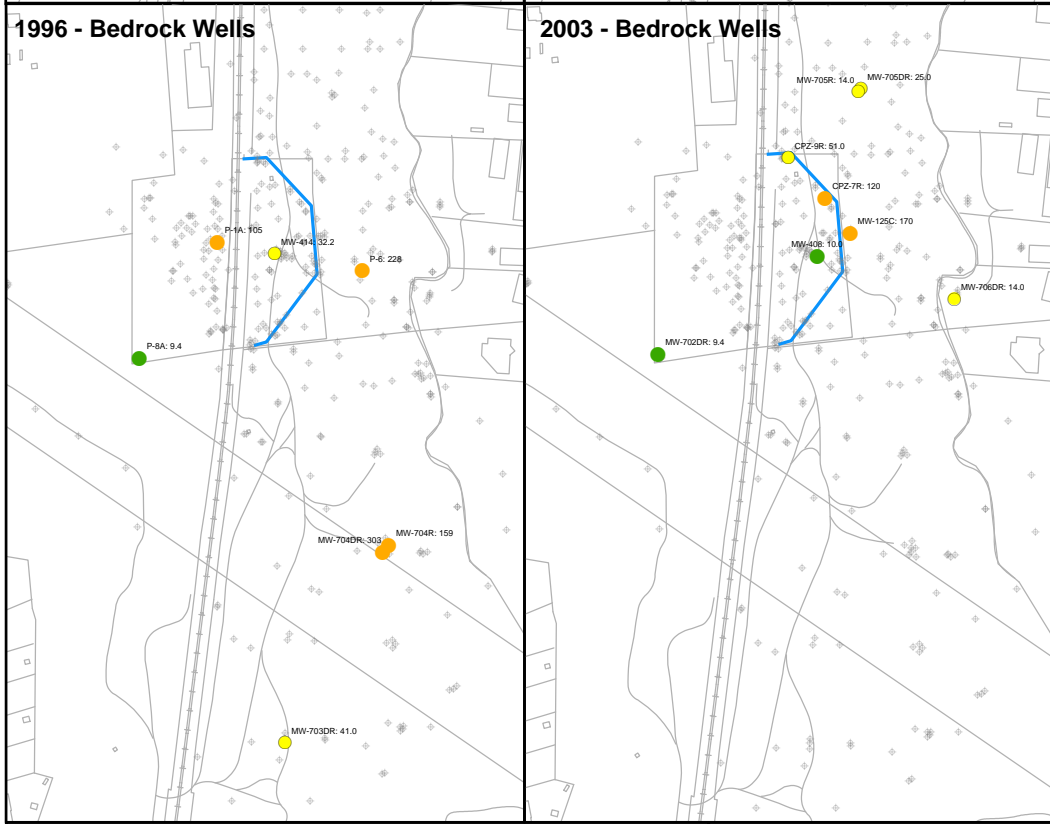 1996 - Bedrock Wells
P-1A: 105
MW-414: 32.2
P-6: 228
P-8A: 9.4
MW-704R: 159
MW-704DR: 303
MW-703DR: 41.0
2003 - Bedrock Wells
MW-705R: 14.0
MW-705DR: 25.0
CPZ-9R: 51.0
CPZ-7R: 120
MW-125C: 170
MW-408: 10.0
MW-706DR: 14.0
MW-702DR: 9.4